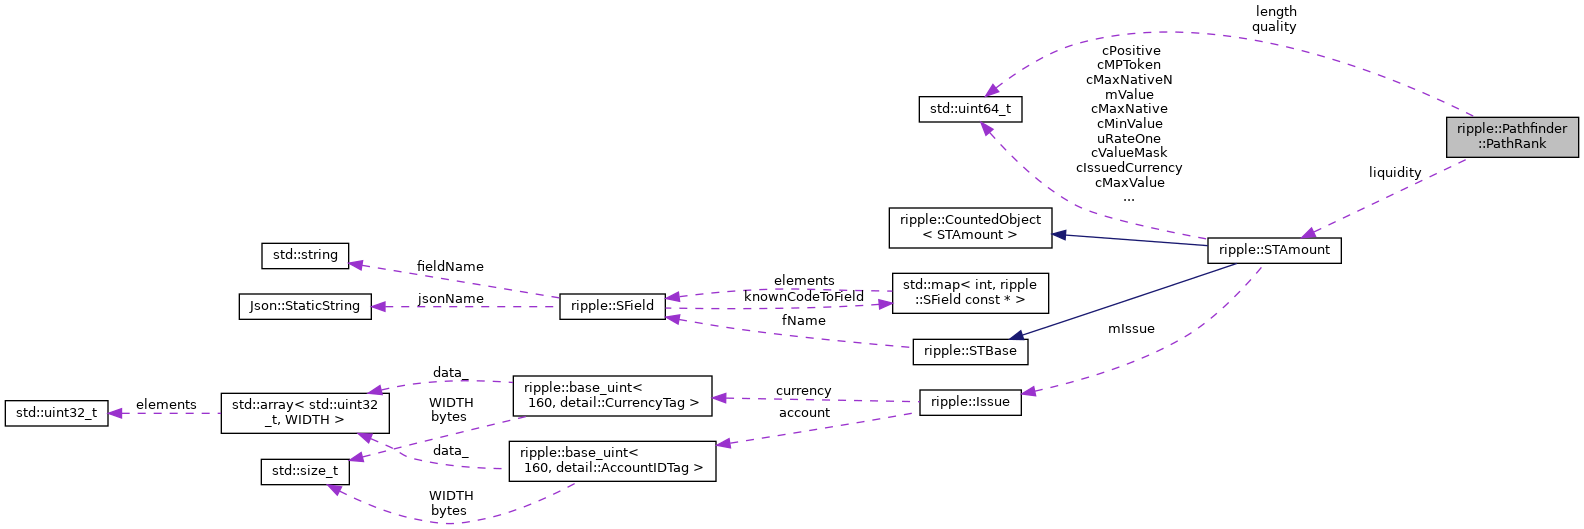 length
quality
cPositive
cMPToken
cMaxNativeN
mValue
cMaxNative
cMinValue
uRateOne
cValueMask
cIssuedCurrency
cMaxValue
...
std::uint64_t
ripple::Pathfinder
::PathRank
liquidity
ripple::CountedObject
< STAmount >
ripple::STAmount
std::string
fieldName
elements
std::map< int, ripple
::SField const * >
Json::StaticString
jsonName
ripple::SField
knownCodeToField
fName
mIssue
ripple::STBase
data_
ripple::base_uint<
160, detail::CurrencyTag >
currency
ripple::Issue
std::uint32_t
elements
std::array< std::uint32
_t, WIDTH >
WIDTH
bytes
account
data_
ripple::base_uint<
160, detail::AccountIDTag >
std::size_t
WIDTH
bytes